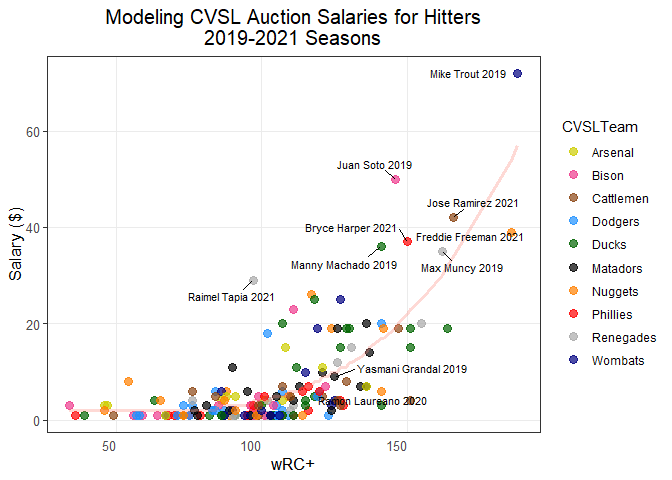 Modeling CVSL Auction Salaries for Hitters
2019-2021 Seasons
Salary ($)
60
40
20
0
Mike Trout 2019
Juan Soto 2019
Jose Ramirez 2021
Bryce Harper 2021
Freddie Freeman 2021
Manny Machado 2019
Max Muncy 2019
Raimel Tapia 2021
Yasmani Grandal 2019
Ramon Laureano 2020
50
100
150
wRC+
CVSLTeam
Arsenal
Bison
Cattlemen
Dodgers
Ducks
Matadors
Nuggets
Phillies
Renegades
Wombats